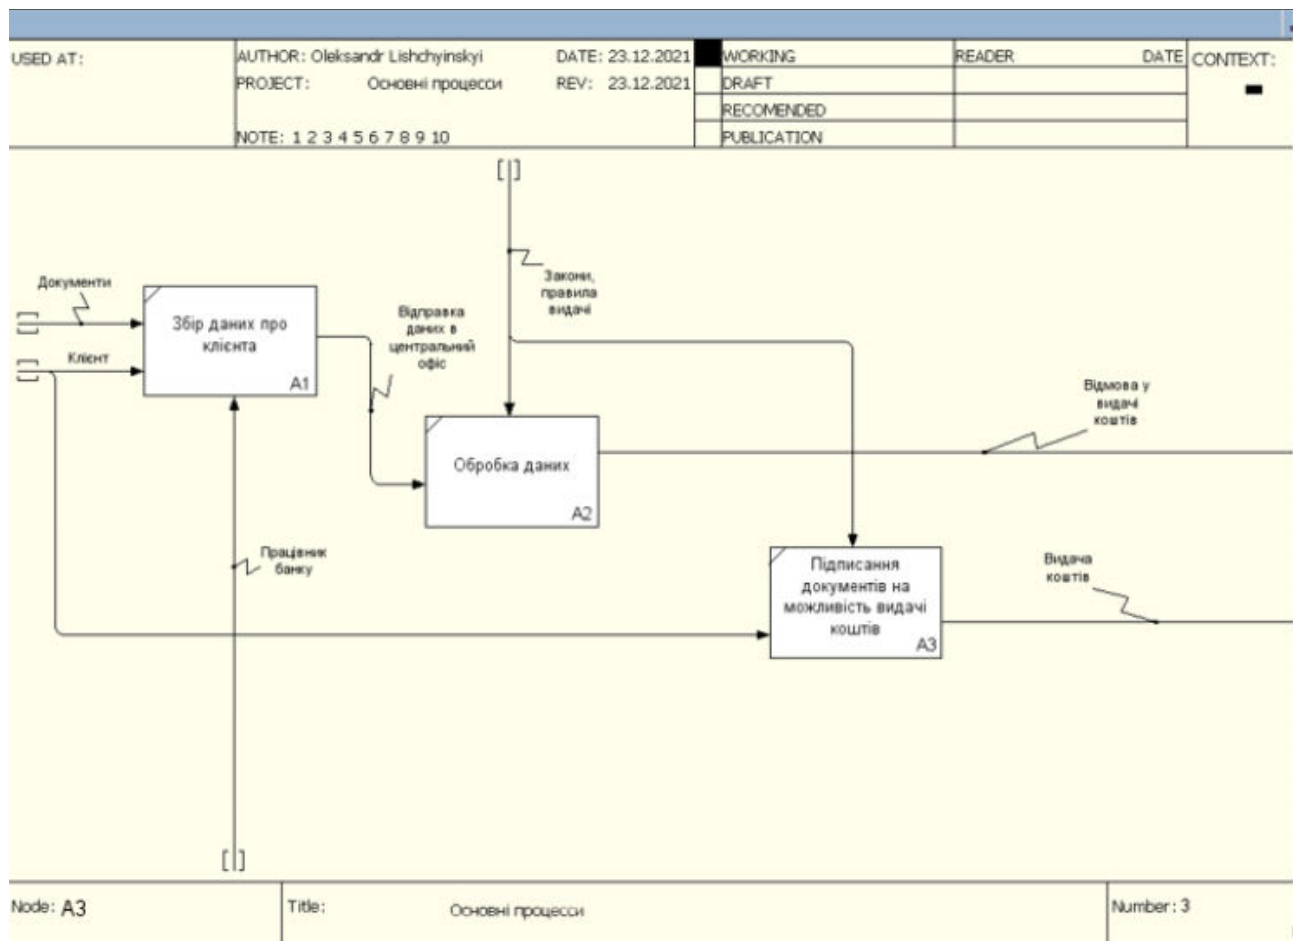 USED AT:
AUTHOR: Oleksandr Lishchyinskyi
DATE: 23.12.2021
WORKING
READER
DATE
CONTEXT:
PROJECT: Основні процесси
REV: 23.12.2021
DRAFT
RECOMENDED
NOTE: 1 2 3 4 5 6 7 8 9 10
PUBLICATION
Документи
Клієнт
Збір даних про
клієнта
A1
Відправка
даних в
центральний
офіс
Закони,
правила
видачі
Обробка даних
A2
Відмова у
видачі
коштів
Працівник
банку
Підписання
документів на
можливість видачі
коштів
A3
Видача
коштів
Node: A3
Title: Основні процесси
Number: 3